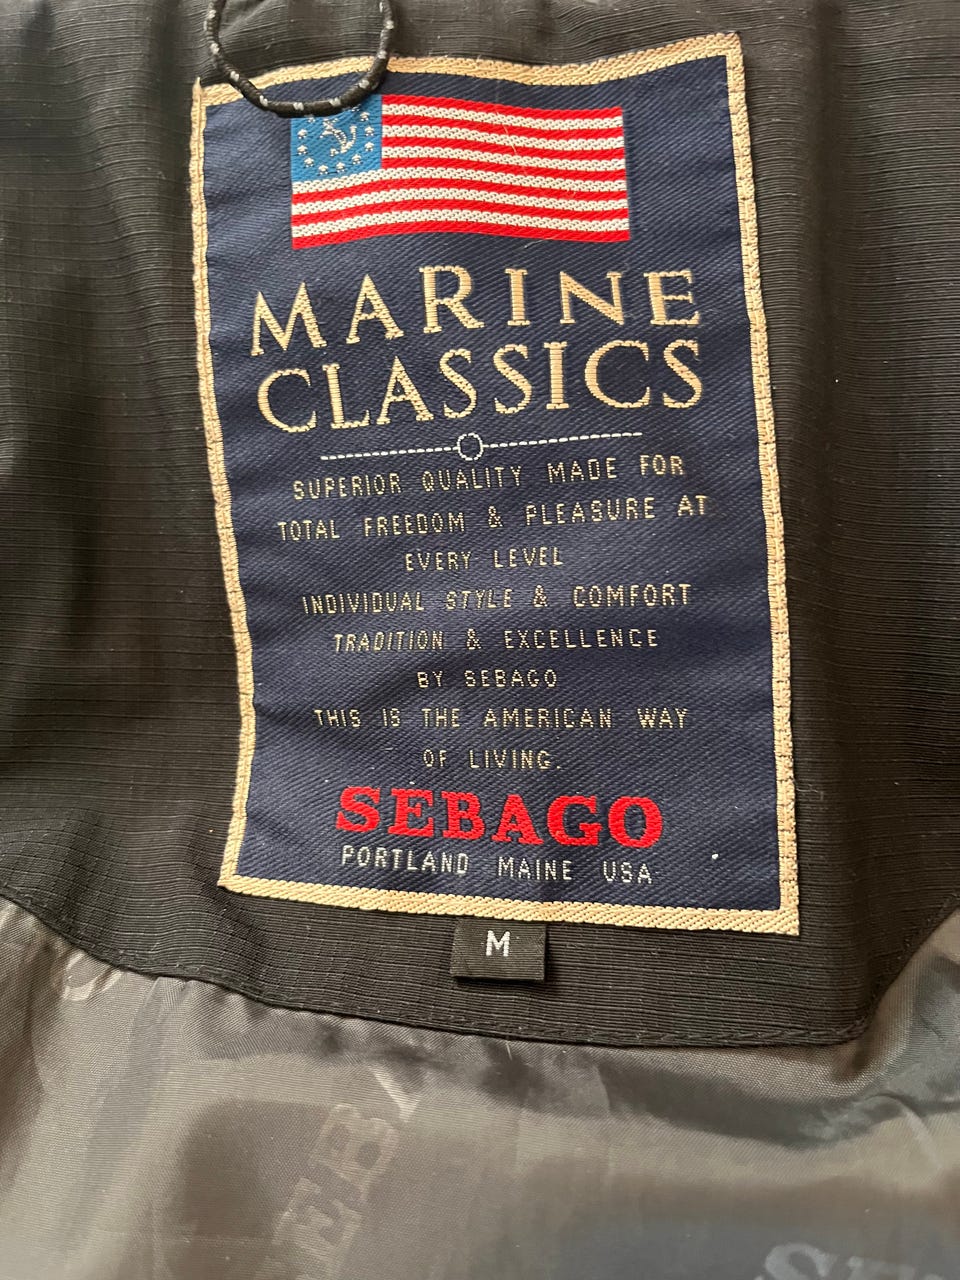 MARINE
CLASSICS
SUPERIOR QUALITY MADE FOR
TOTAL FREEDOM & PLEASURE AT
EVERY LEVEL
INDIVIDUAL STYLE & COMFORT
TRADITION & EXCELLENCE
BY SEBAGO
THIS IS THE AMERICAN WAY
OF LIVING.
SEBAGO
PORTLAND MAINE USA
M